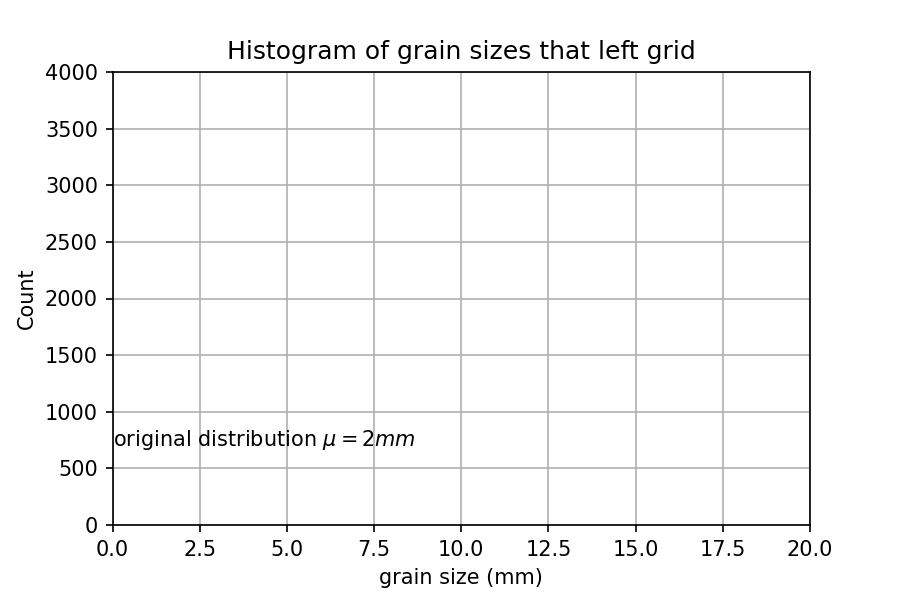 Histogram of grain sizes that left grid
4000
3500
3000
2500
2000
1500
1000
500
0
Count
original distribution μ = 2mm
0.0 2.5 5.0 7.5 10.0 12.5 15.0 17.5 20.0
grain size (mm)